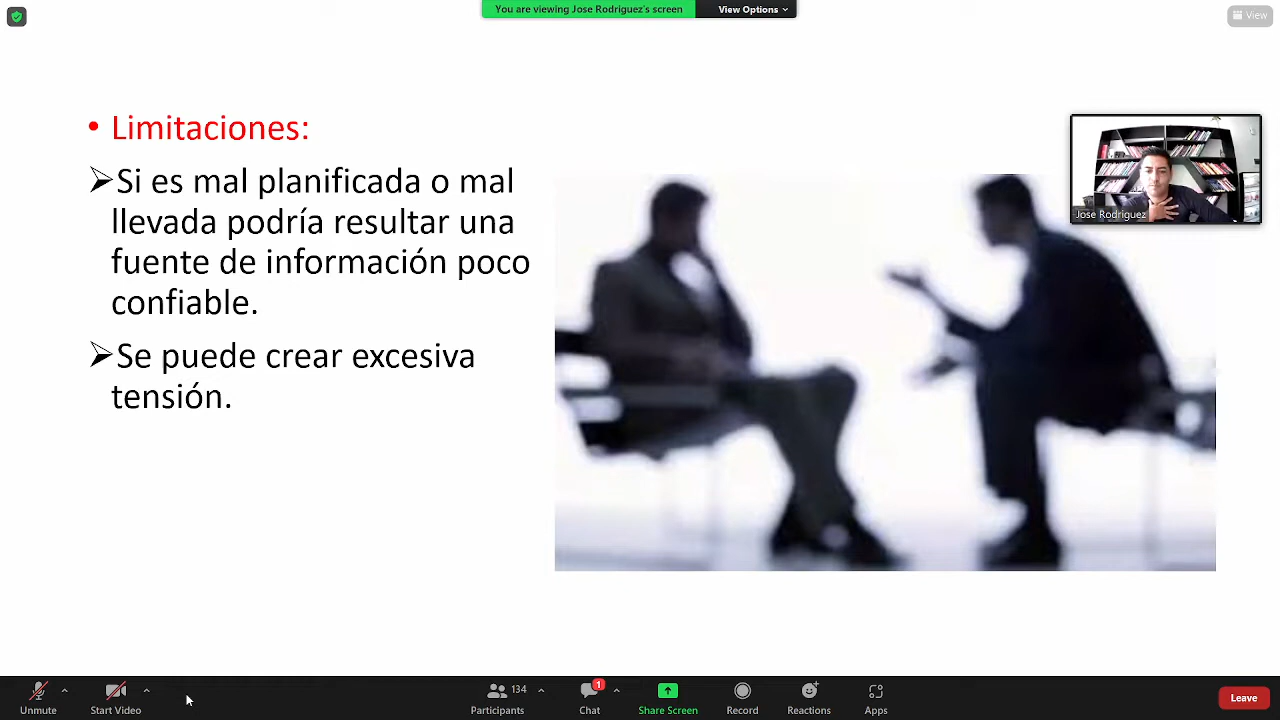 You are viewing Jose Rodriguez's screen
View Options
View
• Limitaciones:
➢Si es mal planificada o mal
llevada podría resultar una
fuente de información poco
confiable.
➢Se puede crear excesiva
tensión.
Jose Rodriguez
Unmute
Start Video
134
Participants
1
Chat
Share Screen
Record
Reactions
Apps
Leave